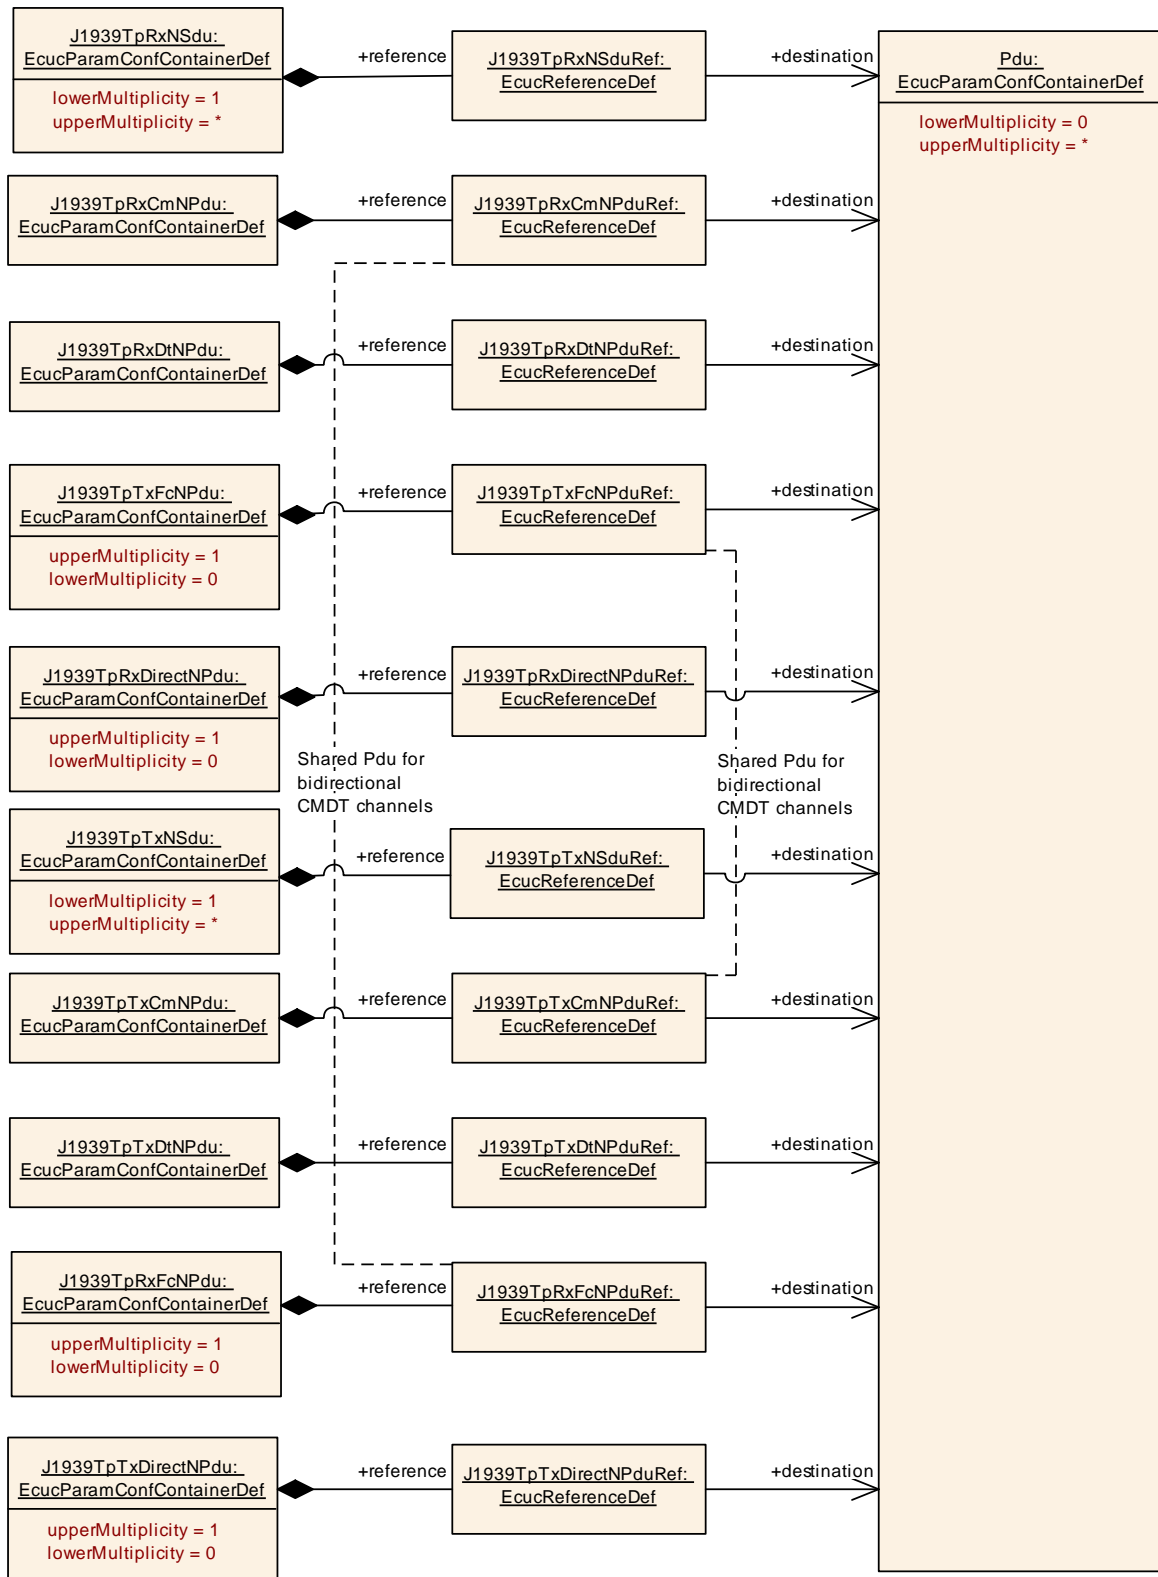 J1939TpRxNSdu:
EcucParamConfContainerDef
lowerMultiplicity = 1
upperMultiplicity = *
+reference
J1939TpRxNSduRef:
EcucReferenceDef
+destination
Pdu:
EcucParamConfContainerDef
lowerMultiplicity = 0
upperMultiplicity = *
J1939TpRxCmNPdu:
EcucParamConfContainerDef
+reference
J1939TpRxCmNPduRef:
EcucReferenceDef
+destination
J1939TpRxDtNPdu:
EcucParamConfContainerDef
+reference
J1939TpRxDtNPduRef:
EcucReferenceDef
+destination
J1939TpTxFcNPdu:
EcucParamConfContainerDef
upperMultiplicity = 1
lowerMultiplicity = 0
+reference
J1939TpTxFcNPduRef:
EcucReferenceDef
+destination
J1939TpRxDirectNPdu:
EcucParamConfContainerDef
upperMultiplicity = 1
lowerMultiplicity = 0
+reference
J1939TpRxDirectNPduRef:
EcucReferenceDef
+destination
Shared Pdu for
bidirectional
CMDT channels
Shared Pdu for
bidirectional
CMDT channels
J1939TpTxNSdu:
EcucParamConfContainerDef
lowerMultiplicity = 1
upperMultiplicity = *
+reference
J1939TpTxNSduRef:
EcucReferenceDef
+destination
J1939TpTxCmNPdu:
EcucParamConfContainerDef
+reference
J1939TpTxCmNPduRef:
EcucReferenceDef
+destination
J1939TpTxDtNPdu:
EcucParamConfContainerDef
+reference
J1939TpTxDtNPduRef:
EcucReferenceDef
+destination
J1939TpRxFcNPdu:
EcucParamConfContainerDef
upperMultiplicity = 1
lowerMultiplicity = 0
+reference
J1939TpRxFcNPduRef:
EcucReferenceDef
+destination
J1939TpTxDirectNPdu:
EcucParamConfContainerDef
upperMultiplicity = 1
lowerMultiplicity = 0
+reference
J1939TpTxDirectNPduRef:
EcucReferenceDef
+destination